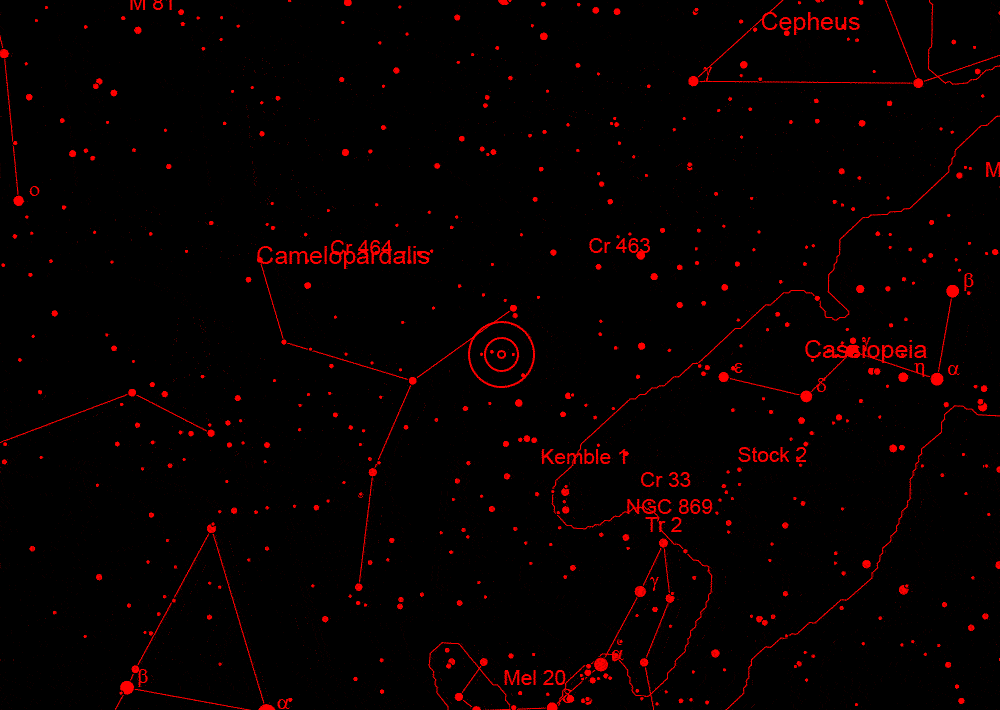 M 81
Cepheus
γ
M
ο
Cr 464
Camelopardalis
Cr 463
β
γ
Cassiopeia
ε
η
α
δ
Kemble 1
Stock 2
Cr 33
NGC 869
Tr 2
γ
α
β
Mel 20
δ
α